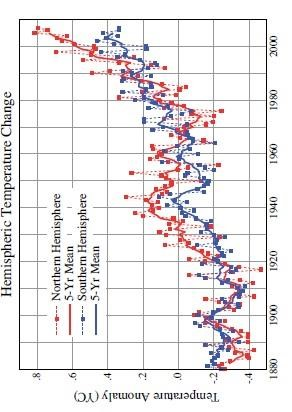 Hemispheric Temperature Change
Northern Hemisphere
5-Yr Mean
Southern Hemisphere
5-Yr Mean
Temperature Anomaly (°C)
.8
.6
.4
.2
.0
-.2
-.4
1880
1900
1920
1940
1960
1980
2000